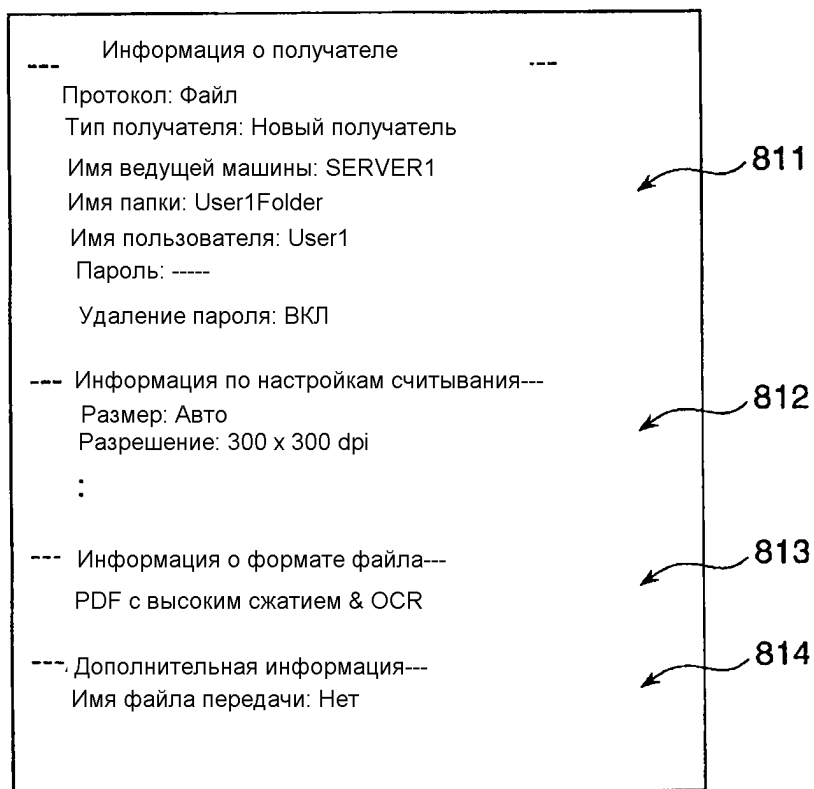 --- Информация о получателе ---
Протокол: Файл
Тип получателя: Новый получатель
Имя ведущей машины: SERVER1
811
Имя папки: User1Folder
Имя пользователя: User1
Пароль: -----
Удаление пароля: ВКЛ
--- Информация по настройкам считывания---
812
Размер: Авто
Разрешение: 300 x 300 dpi
:
--- Информация о формате файла---
813
PDF с высоким сжатием & OCR
--- Дополнительная информация---
814
Имя файла передачи: Нет